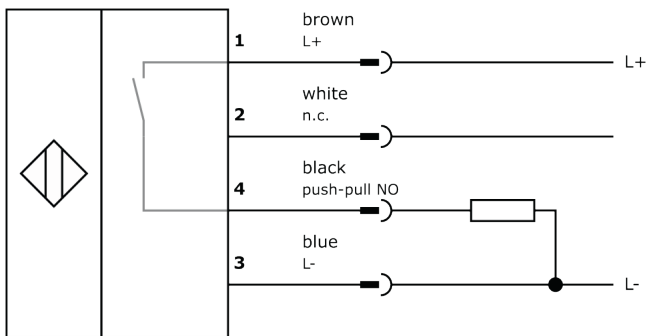 brown
1
L+
L+
white
2
n.c.
black
4
push-pull NO
blue
3
L-
L-